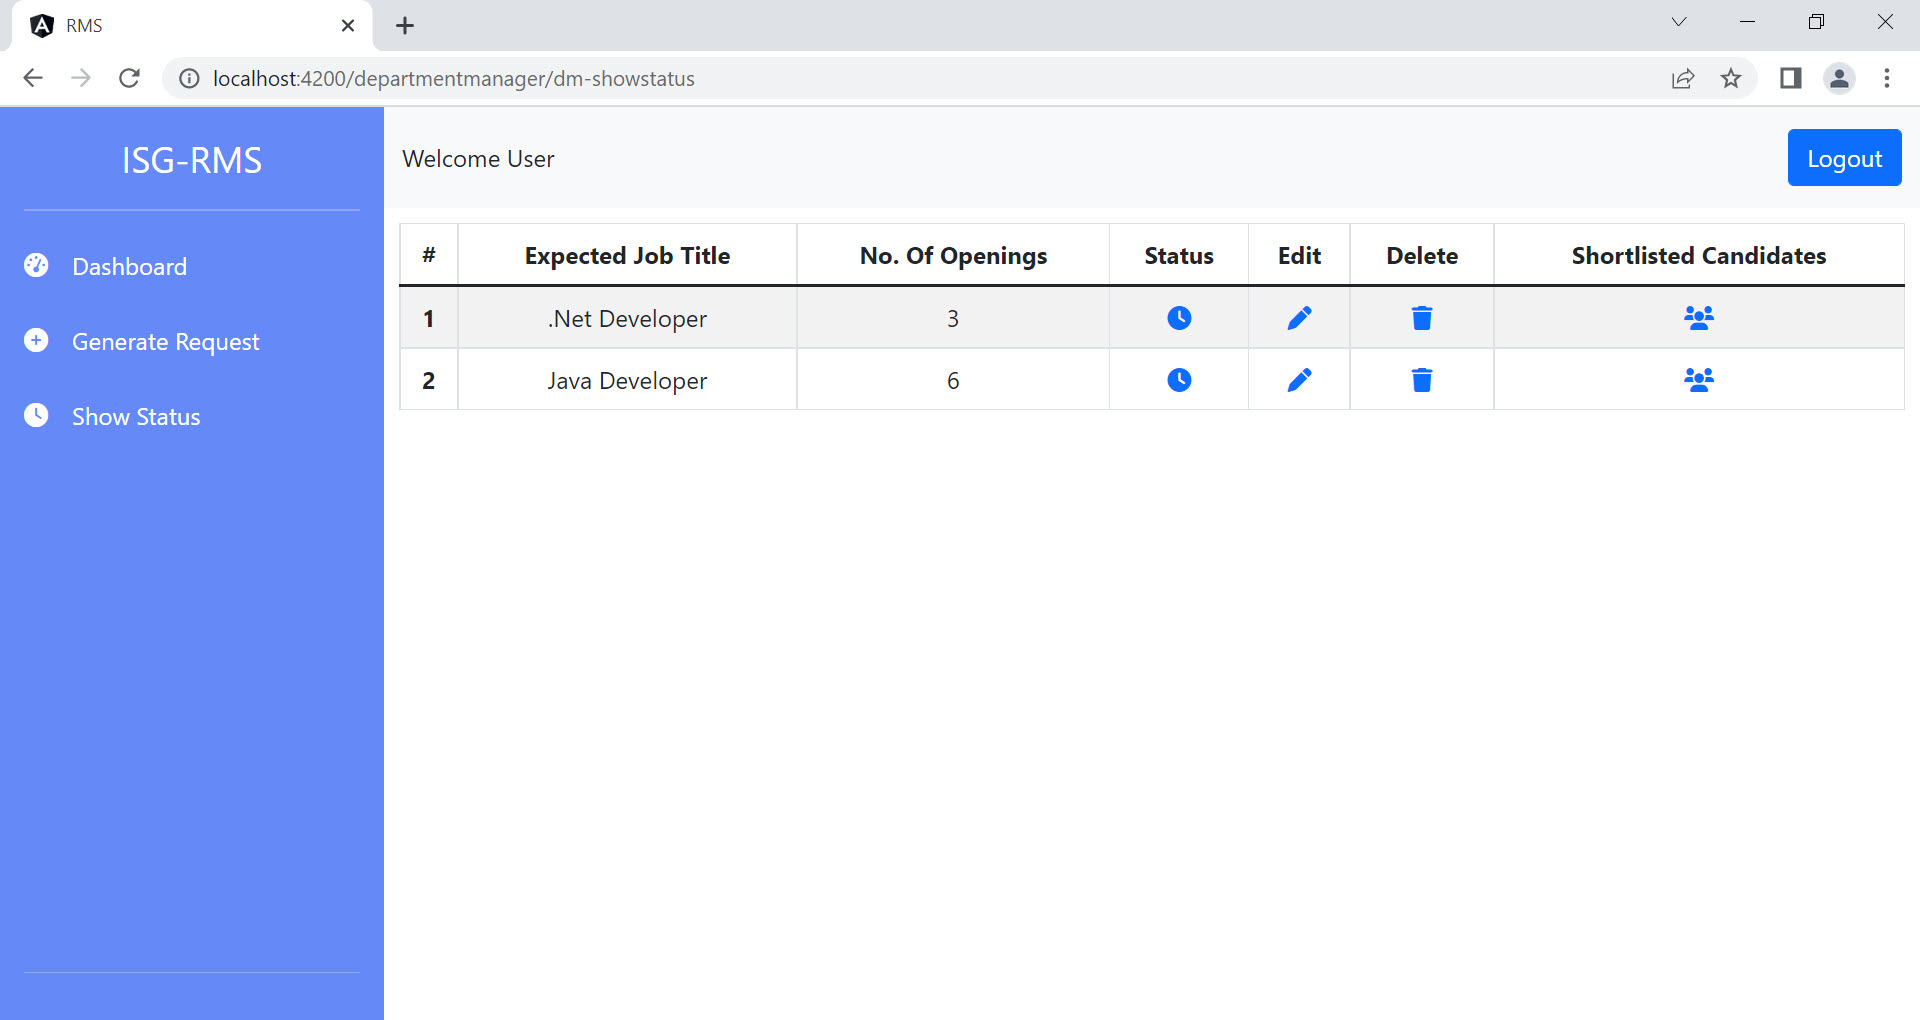 RMS
localhost:4200/departmentmanager/dm-showstatus
ISG-RMS
Welcome User
Logout
Dashboard
Generate Request
Show Status
# Expected Job Title No. Of Openings Status Edit Delete Shortlisted Candidates
1 .Net Developer 3
2 Java Developer 6